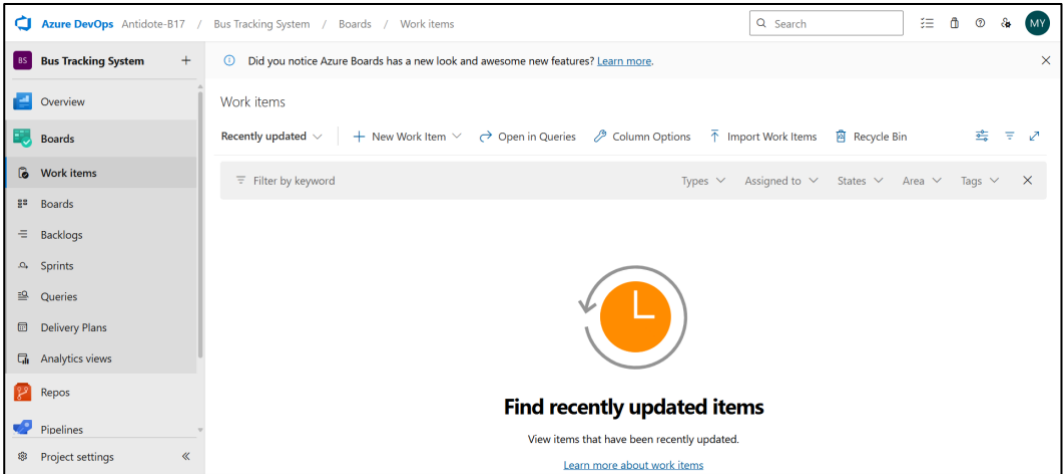 Azure DevOps Antidote-B17 / Bus Tracking System / Boards / Work items Search MY
BS Bus Tracking System +
Did you notice Azure Boards has a new look and awesome new features? Learn more.
Overview
Work items
Boards
Recently updated New Work Item Open in Queries Column Options Import Work Items Recycle Bin
Work items
Filter by keyword Types Assigned to States Area Tags
Boards
Backlogs
Sprints
Queries
Delivery Plans
Analytics views
Repos
Pipelines
Project settings
Find recently updated items
View items that have been recently updated.
Learn more about work items